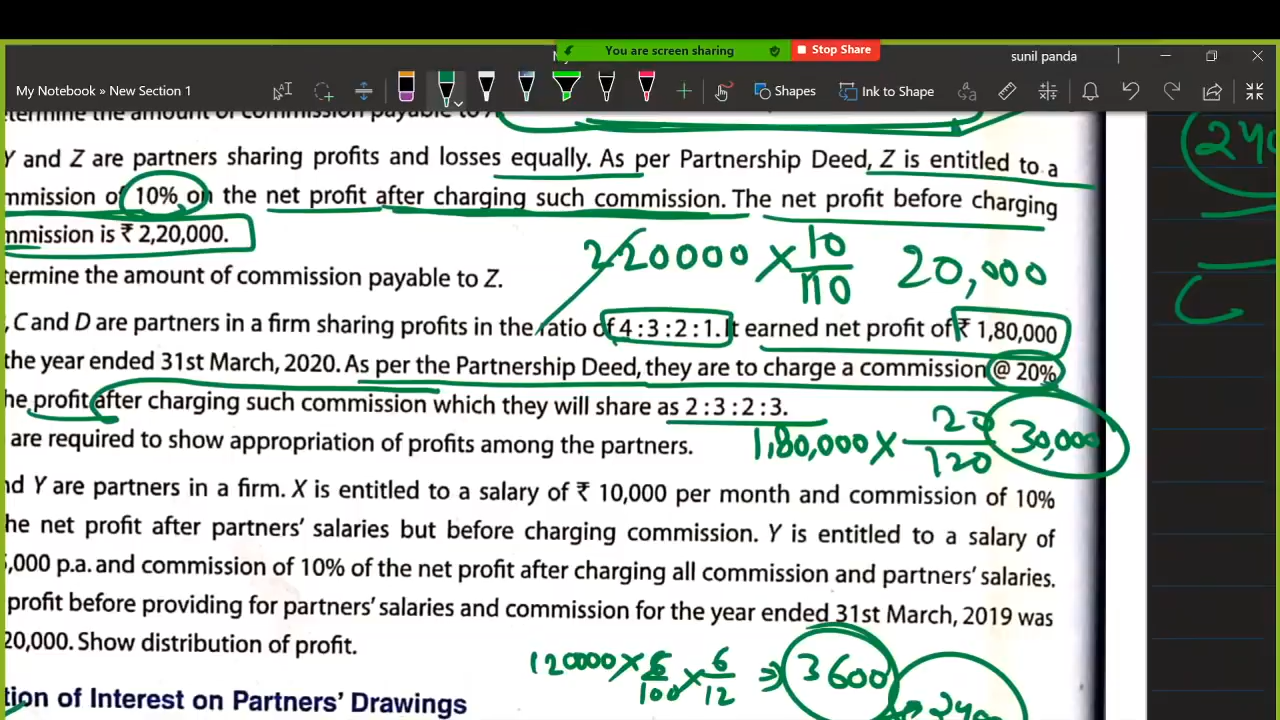 You are screen sharing
Stop Share
sunil panda
My Notebook » New Section 1
Shapes
Ink to Shape
termine the amount of commission payable to
240
Y and Z are partners sharing profits and losses equally. As per Partnership Deed, Z is entitled to a
mmission of 10% on the net profit after charging such commission. The net profit before charging
mmission is ₹ 2,20,000.
220000 × 10/110 20,000
termine the amount of commission payable to Z.
, C and D are partners in a firm sharing profits in the ratio of 4 : 3 : 2 : 1. It earned net profit of ₹ 1,80,000
the year ended 31st March, 2020. As per the Partnership Deed, they are to charge a commission @ 20%
he profit after charging such commission which they will share as 2 : 3 : 2 : 3.
1,80,000 × 20/120 30,000
are required to show appropriation of profits among the partners.
nd Y are partners in a firm. X is entitled to a salary of ₹ 10,000 per month and commission of 10%
he net profit after partners' salaries but before charging commission. Y is entitled to a salary of
,000 p.a. and commission of 10% of the net profit after charging all commission and partners' salaries.
profit before providing for partners' salaries and commission for the year ended 31st March, 2019 was
20,000. Show distribution of profit.
120000 × 6/100 × 6/12 ⇒ 3600
tion of Interest on Partners' Drawings